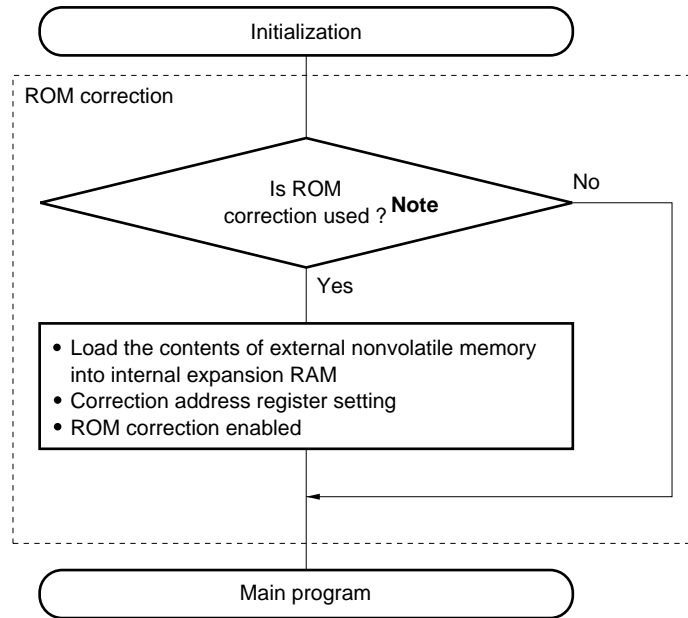 Initialization
ROM correction
Is ROM
correction used ? Note
No
Yes
• Load the contents of external nonvolatile memory
into internal expansion RAM
• Correction address register setting
• ROM correction enabled
Main program